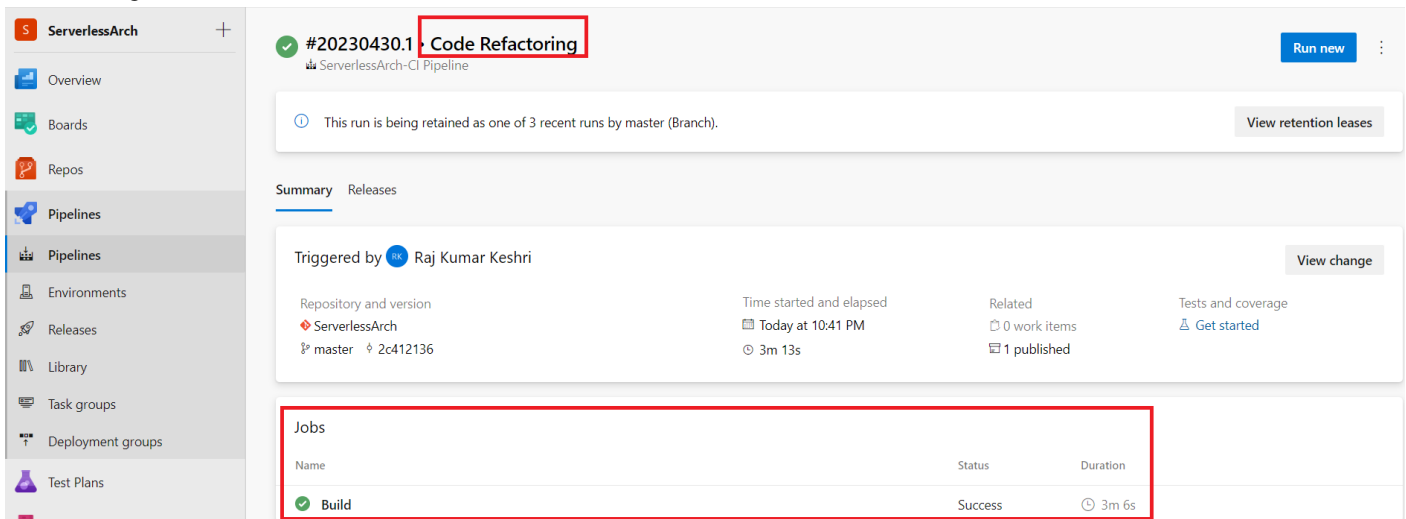 S ServerlessArch
Overview
Boards
Repos
Pipelines
Pipelines
Environments
Releases
Library
Task groups
Deployment groups
Test Plans
#20230430.1 • Code Refactoring
ServerlessArch-CI Pipeline
Run new
This run is being retained as one of 3 recent runs by master (Branch).
View retention leases
Summary Releases
Triggered by RK Raj Kumar Keshri
View change
Repository and version
ServerlessArch
master 2c412136
Time started and elapsed
Today at 10:41 PM
3m 13s
Related
0 work items
1 published
Tests and coverage
Get started
Jobs
Name Status Duration
Build Success 3m 6s